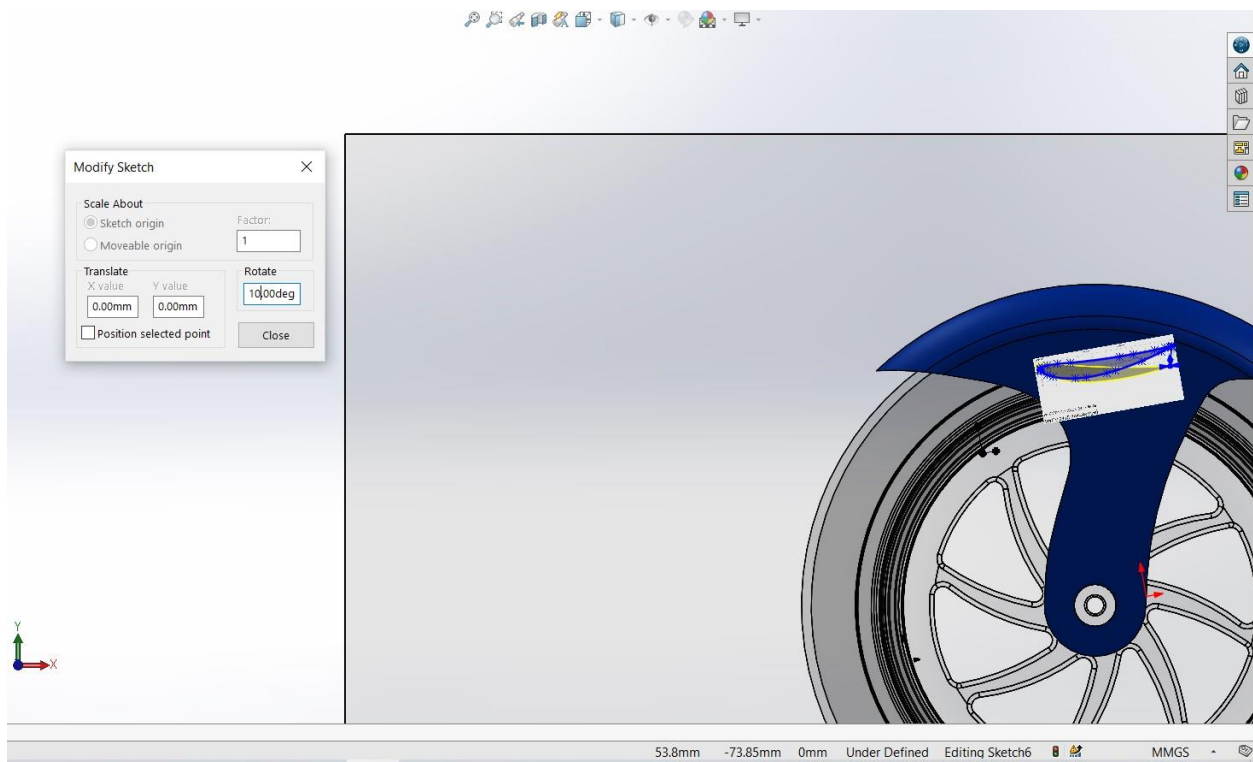 Modify Sketch
Scale About
Sketch origin
Moveable origin
Factor:
1
Translate
X value
Y value
0.00mm
0.00mm
Position selected point
Rotate
10.00deg
Close
Y
X
53.8mm -73.85mm 0mm Under Defined Editing Sketch6 MMGS